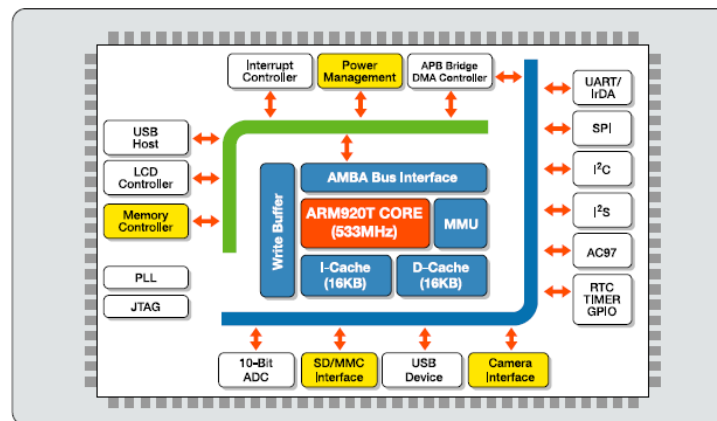 Interrupt
Controller
Power
Management
APB Bridge
DMA Controller
UART/
IrDA
USB
Host
SPI
LCD
Controller
AMBA Bus Interface
I²C
Memory
Controller
Write Buffer
ARM920T CORE
(533MHz)
MMU
I²S
AC97
I-Cache
(16KB)
D-Cache
(16KB)
PLL
JTAG
RTC
TIMER
GPIO
10-Bit
ADC
SD/MMC
Interface
USB
Device
Camera
Interface